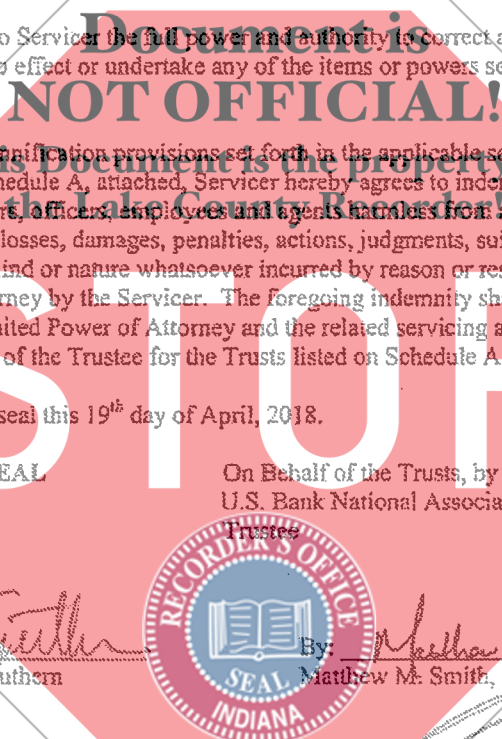 o Servicer the full power and authority to correct a
Document is
o effect or undertake any of the items or powers se
NOT OFFICIAL!
nification provisions set forth in the applicable se
is Document is the property
hedule A, attached, Servicer hereby agrees to inder
the Lake County Recorder!
rs, officers, employees and agents harmless from a
losses, damages, penalties, actions, judgments, sui
ind or nature whatsoever incurred by reason or res
rney by the Servicer. The foregoing indemnity sh
ited Power of Attorney and the related servicing a
of the Trustee for the Trusts listed on Schedule A
STOP
seal this 19th day of April, 2018.
EAL
On Behalf of the Trusts, by
U.S. Bank National Associa
Trustee
RECORDER'S OFFICE
SEAL
INDIANA
By:
uthern
Matthew M. Smith,